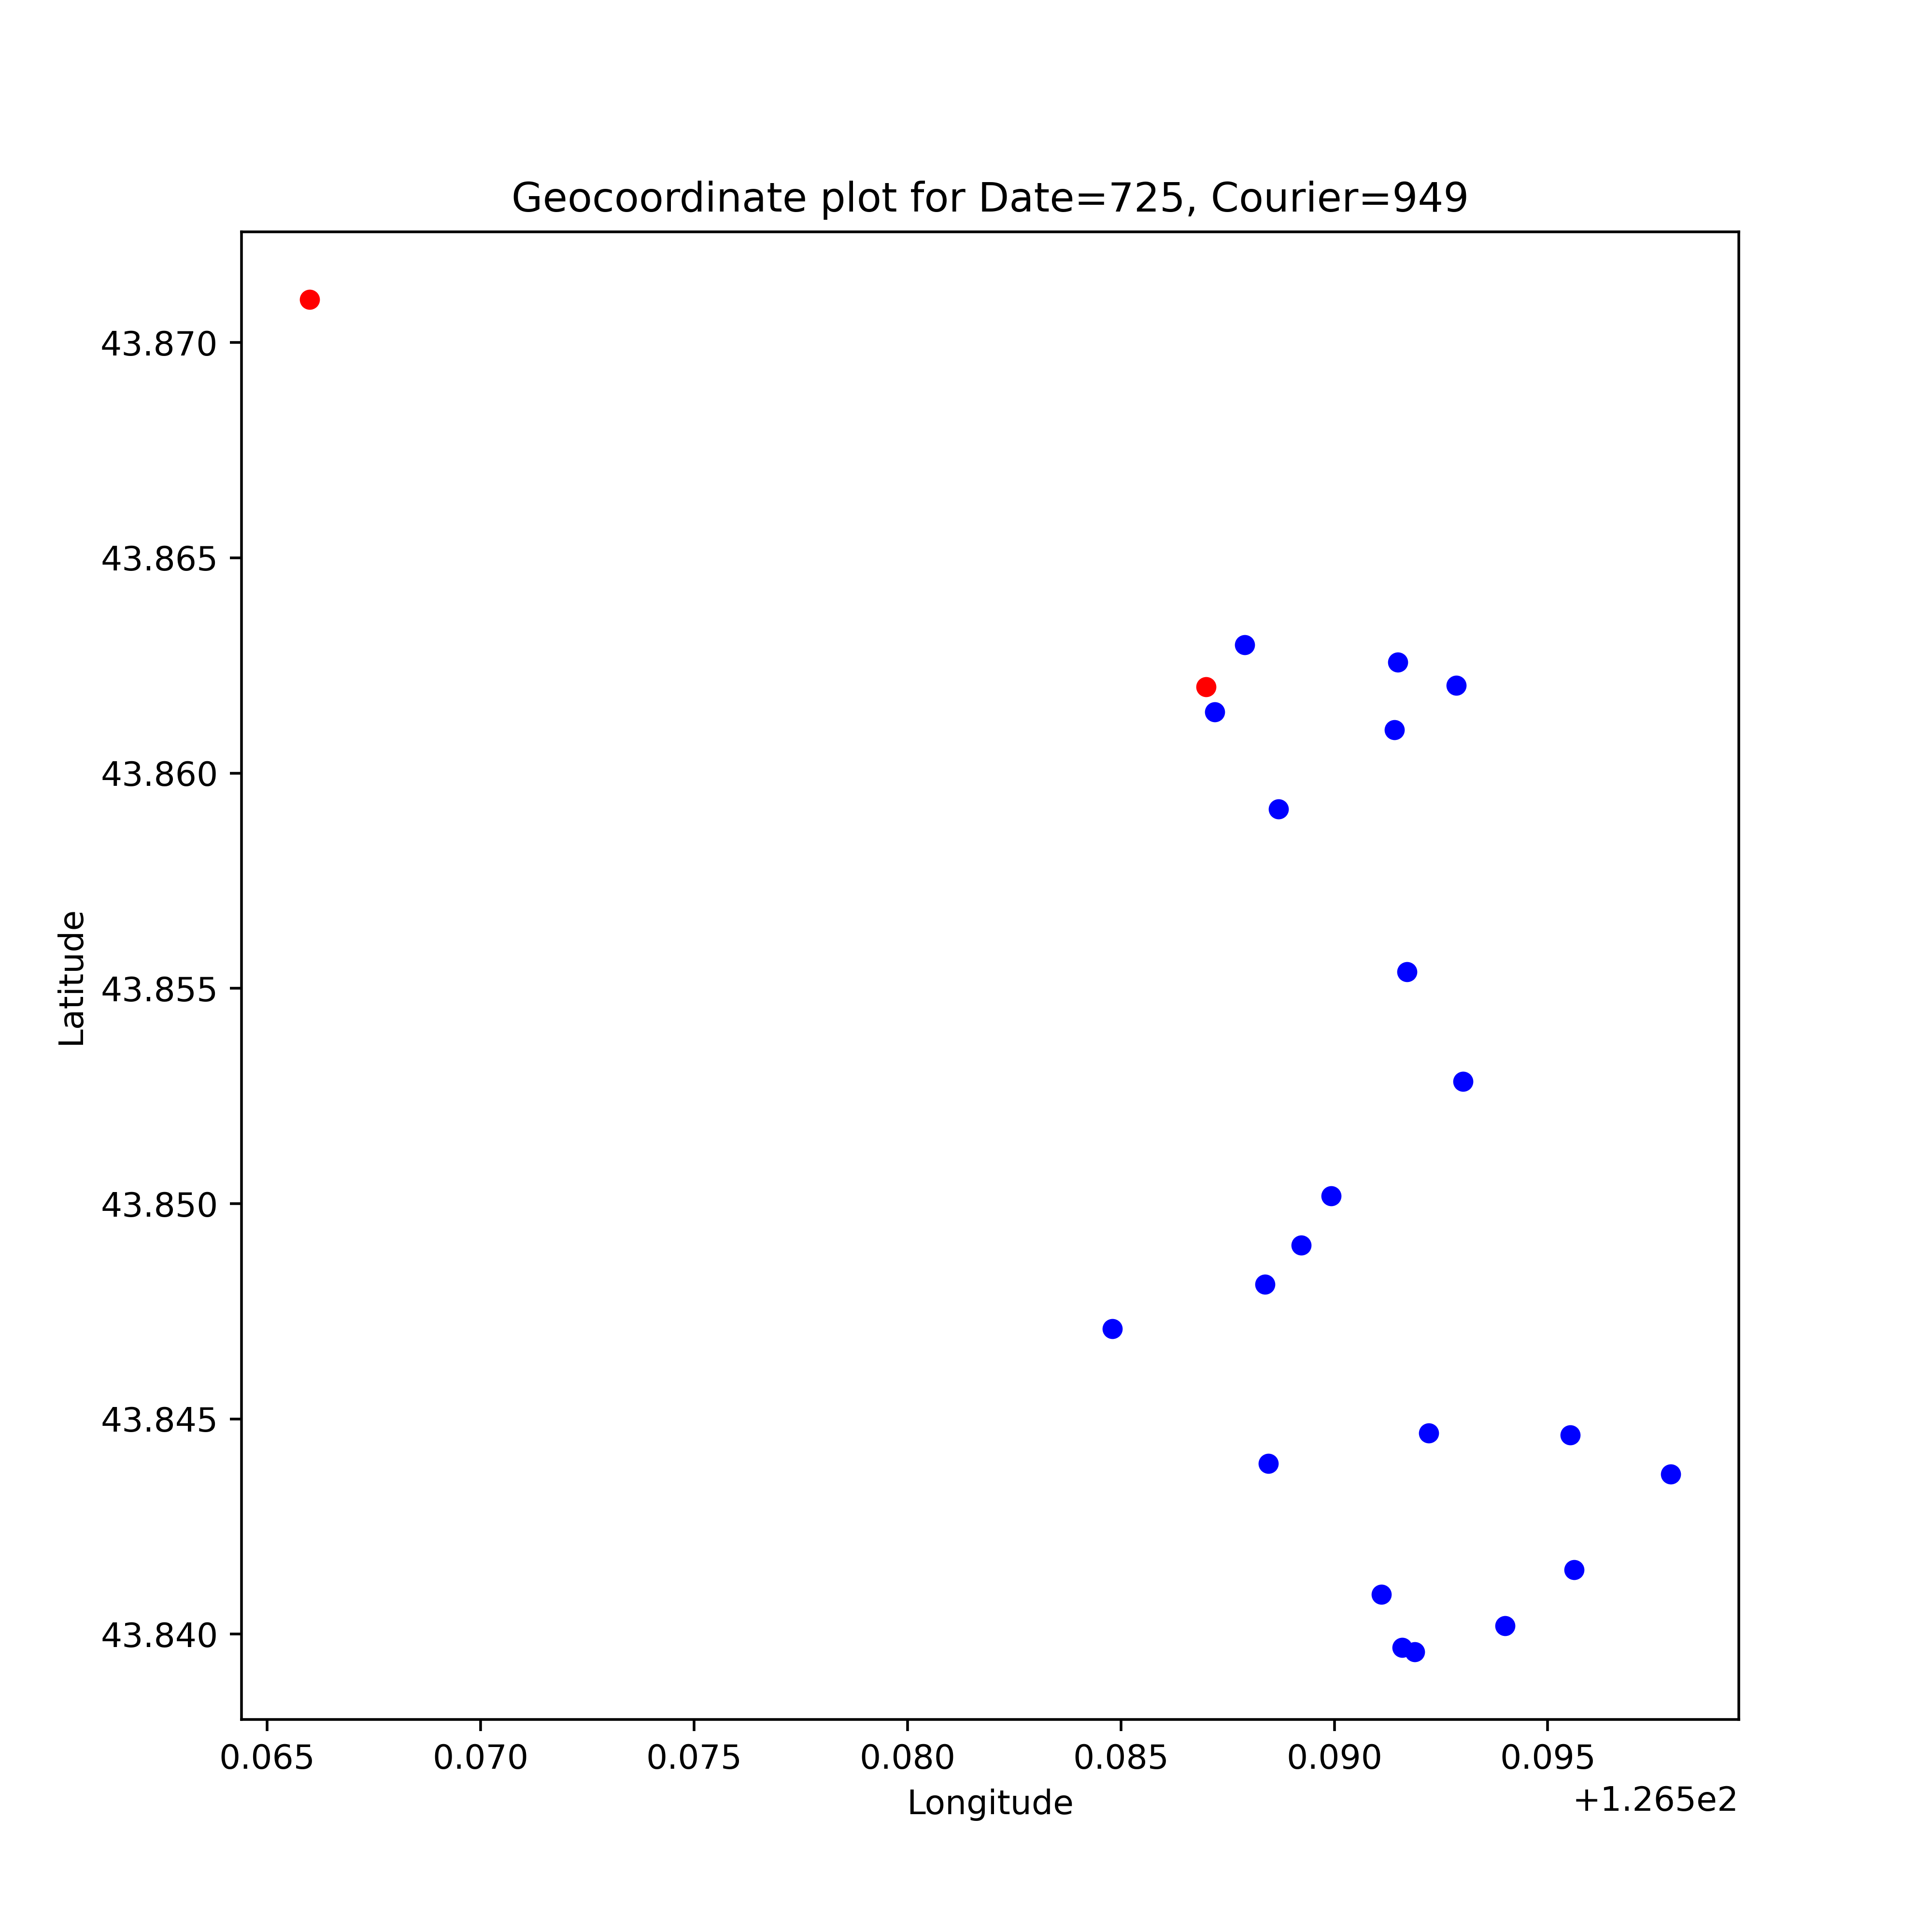 Geocoordinate plot for Date=725, Courier=949
43.870
43.865
43.860
43.855
43.850
43.845
43.840
Latitude
0.065 0.070 0.075 0.080 0.085 0.090 0.095
Longitude
+1.265e2